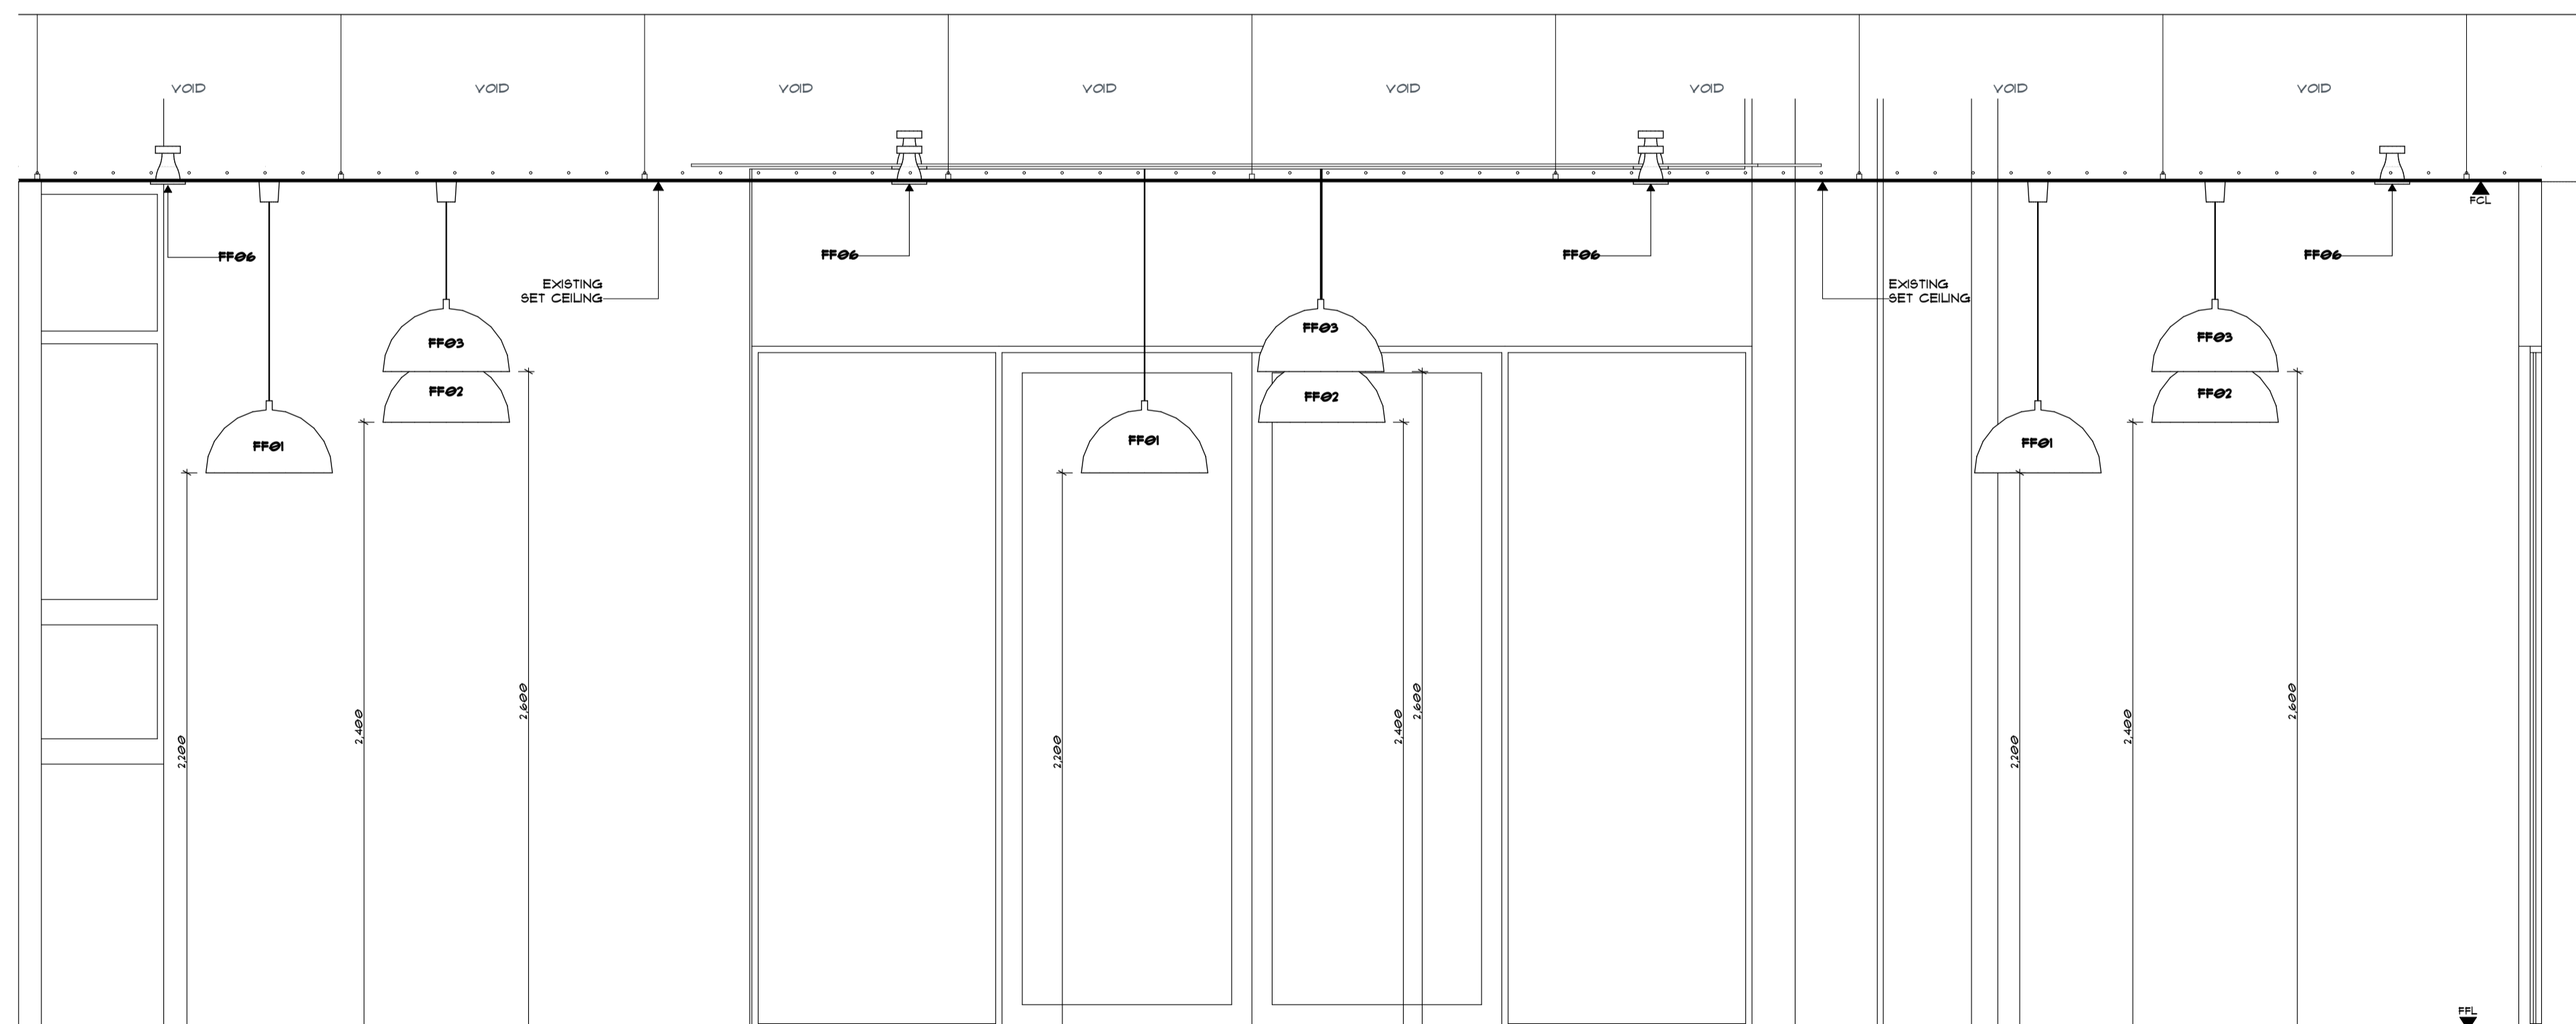 VOID
VOID
VOID
VOID
VOID
VOID
VOID
VOID
FCL
FF06
FF06
FF06
FF06
EXISTING
SET CEILING
EXISTING
SET CEILING
FF03
FF02
FF01
FF03
FF02
FF01
FF03
FF02
FF01
2,200
2,400
2,600
2,200
2,400
2,600
2,200
2,400
2,600
FFL